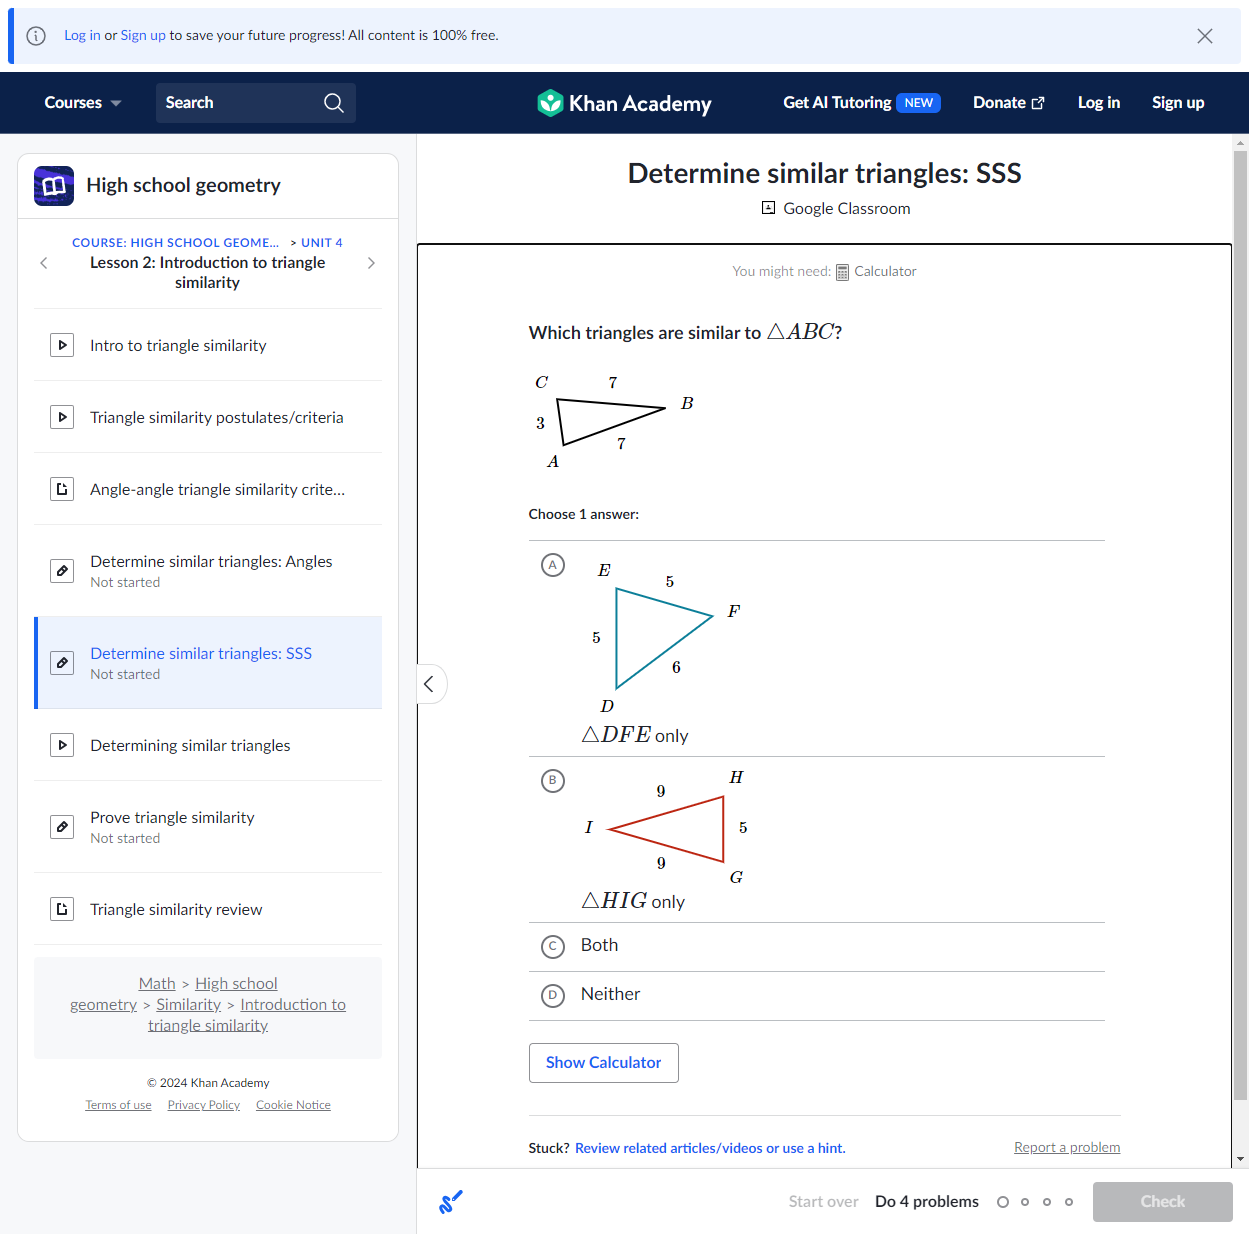 Log in or Sign up to save your future progress! All content is 100% free.
Courses
Search
Khan Academy
Get AI Tutoring NEW
Donate
Log in
Sign up
High school geometry
COURSE: HIGH SCHOOL GEOME... > UNIT 4
Lesson 2: Introduction to triangle
similarity
Intro to triangle similarity
Triangle similarity postulates/criteria
Angle-angle triangle similarity crite...
Determine similar triangles: Angles
Not started
Determine similar triangles: SSS
Not started
Determining similar triangles
Prove triangle similarity
Not started
Triangle similarity review
Math > High school
geometry > Similarity > Introduction to
triangle similarity
© 2024 Khan Academy
Terms of use Privacy Policy Cookie Notice
Determine similar triangles: SSS
Google Classroom
You might need: Calculator
Which triangles are similar to △ABC?
C 7
B
3
7
A
Choose 1 answer:
A
E
5
F
5
6
D
△DFE only
B
H
9
I
5
9
G
△HIG only
C Both
D Neither
Show Calculator
Stuck? Review related articles/videos or use a hint.
Report a problem
Start over Do 4 problems
Check